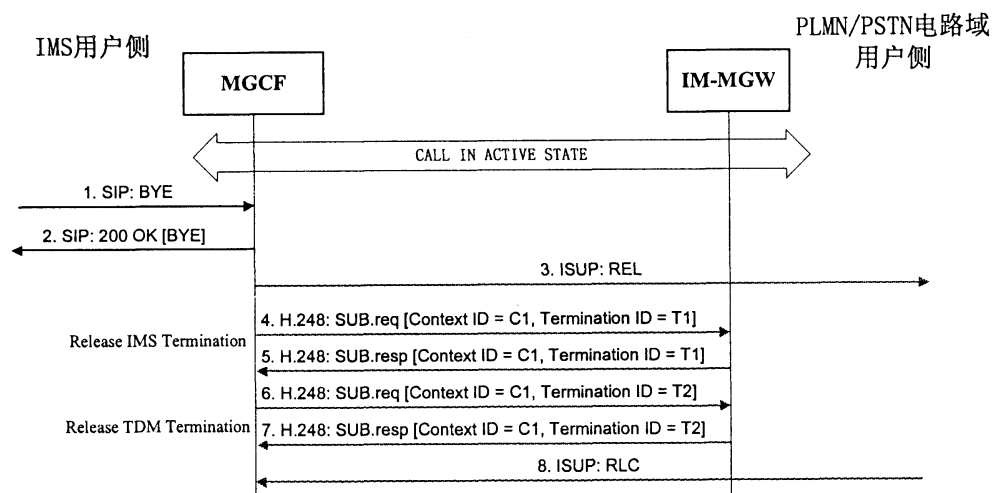 IMS用户侧
PLMN/PSTN电路域
用户侧
MGCF
IM-MGW
CALL IN ACTIVE STATE
1. SIP: BYE
2. SIP: 200 OK [BYE]
3. ISUP: REL
4. H.248: SUB.req [Context ID = C1, Termination ID = T1]
Release IMS Termination
5. H.248: SUB.resp [Context ID = C1, Termination ID = T1]
6. H.248: SUB.req [Context ID = C1, Termination ID = T2]
Release TDM Termination
7. H.248: SUB.resp [Context ID = C1, Termination ID = T2]
8. ISUP: RLC